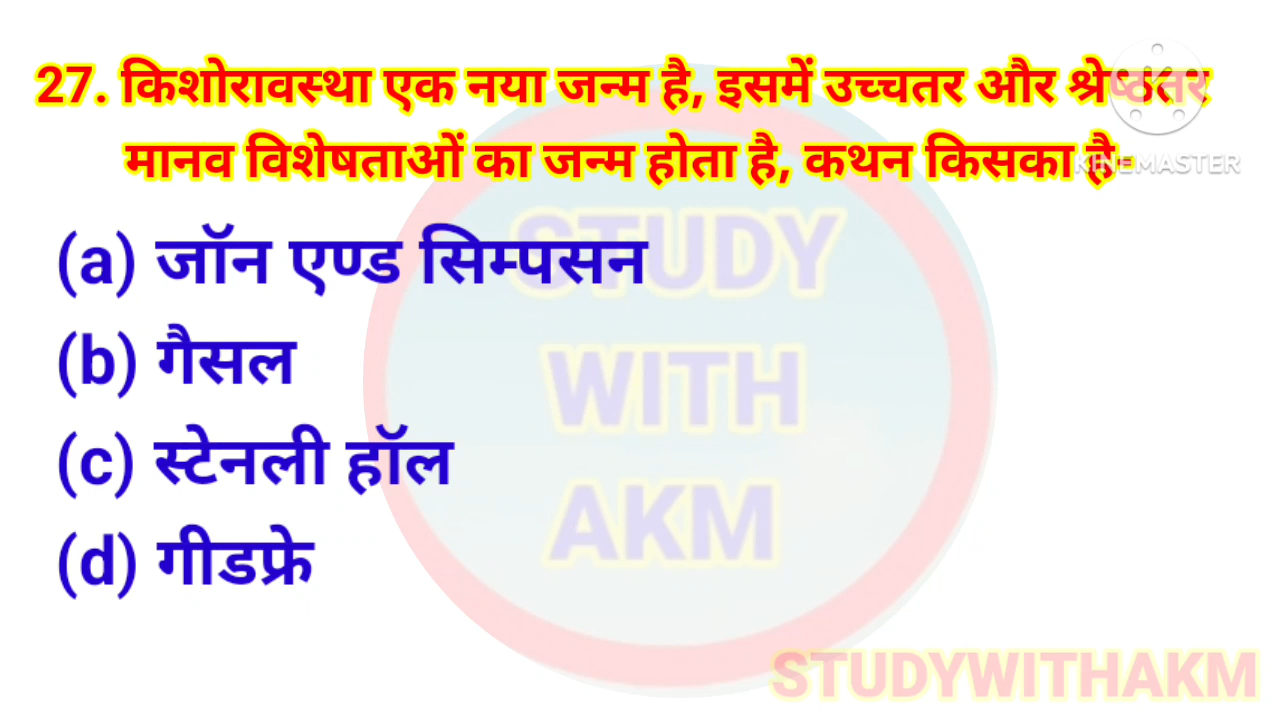 27. किशोरावस्था एक नया जन्म है, इसमें उच्चतर और श्रेष्ठतर
मानव विशेषताओं का जन्म होता है, कथन किसका है-
KINEMASTER
(a) जॉन एण्ड सिम्पसन
(b) गैसल
(c) स्टेनली हॉल
(d) गीडफ्रे
STUDY
WITH
AKM
STUDYWITHAKM